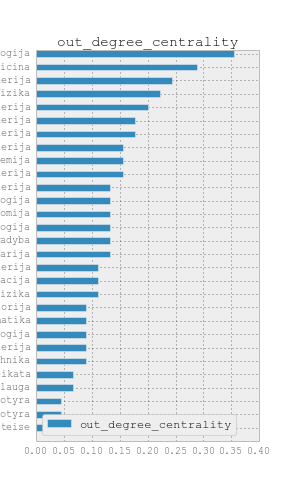 out_degree_centrality
ogija
icina
erija
izika
erija
erija
erija
erija
emija
erija
erija
ogija
omija
ogija
adyba
arija
erija
acija
izika
orija
atika
ogija
erija
hnika
eikata
lauga
otyra
otyra
teisė
out_degree_centrality
0.00 0.05 0.10 0.15 0.20 0.25 0.30 0.35 0.40